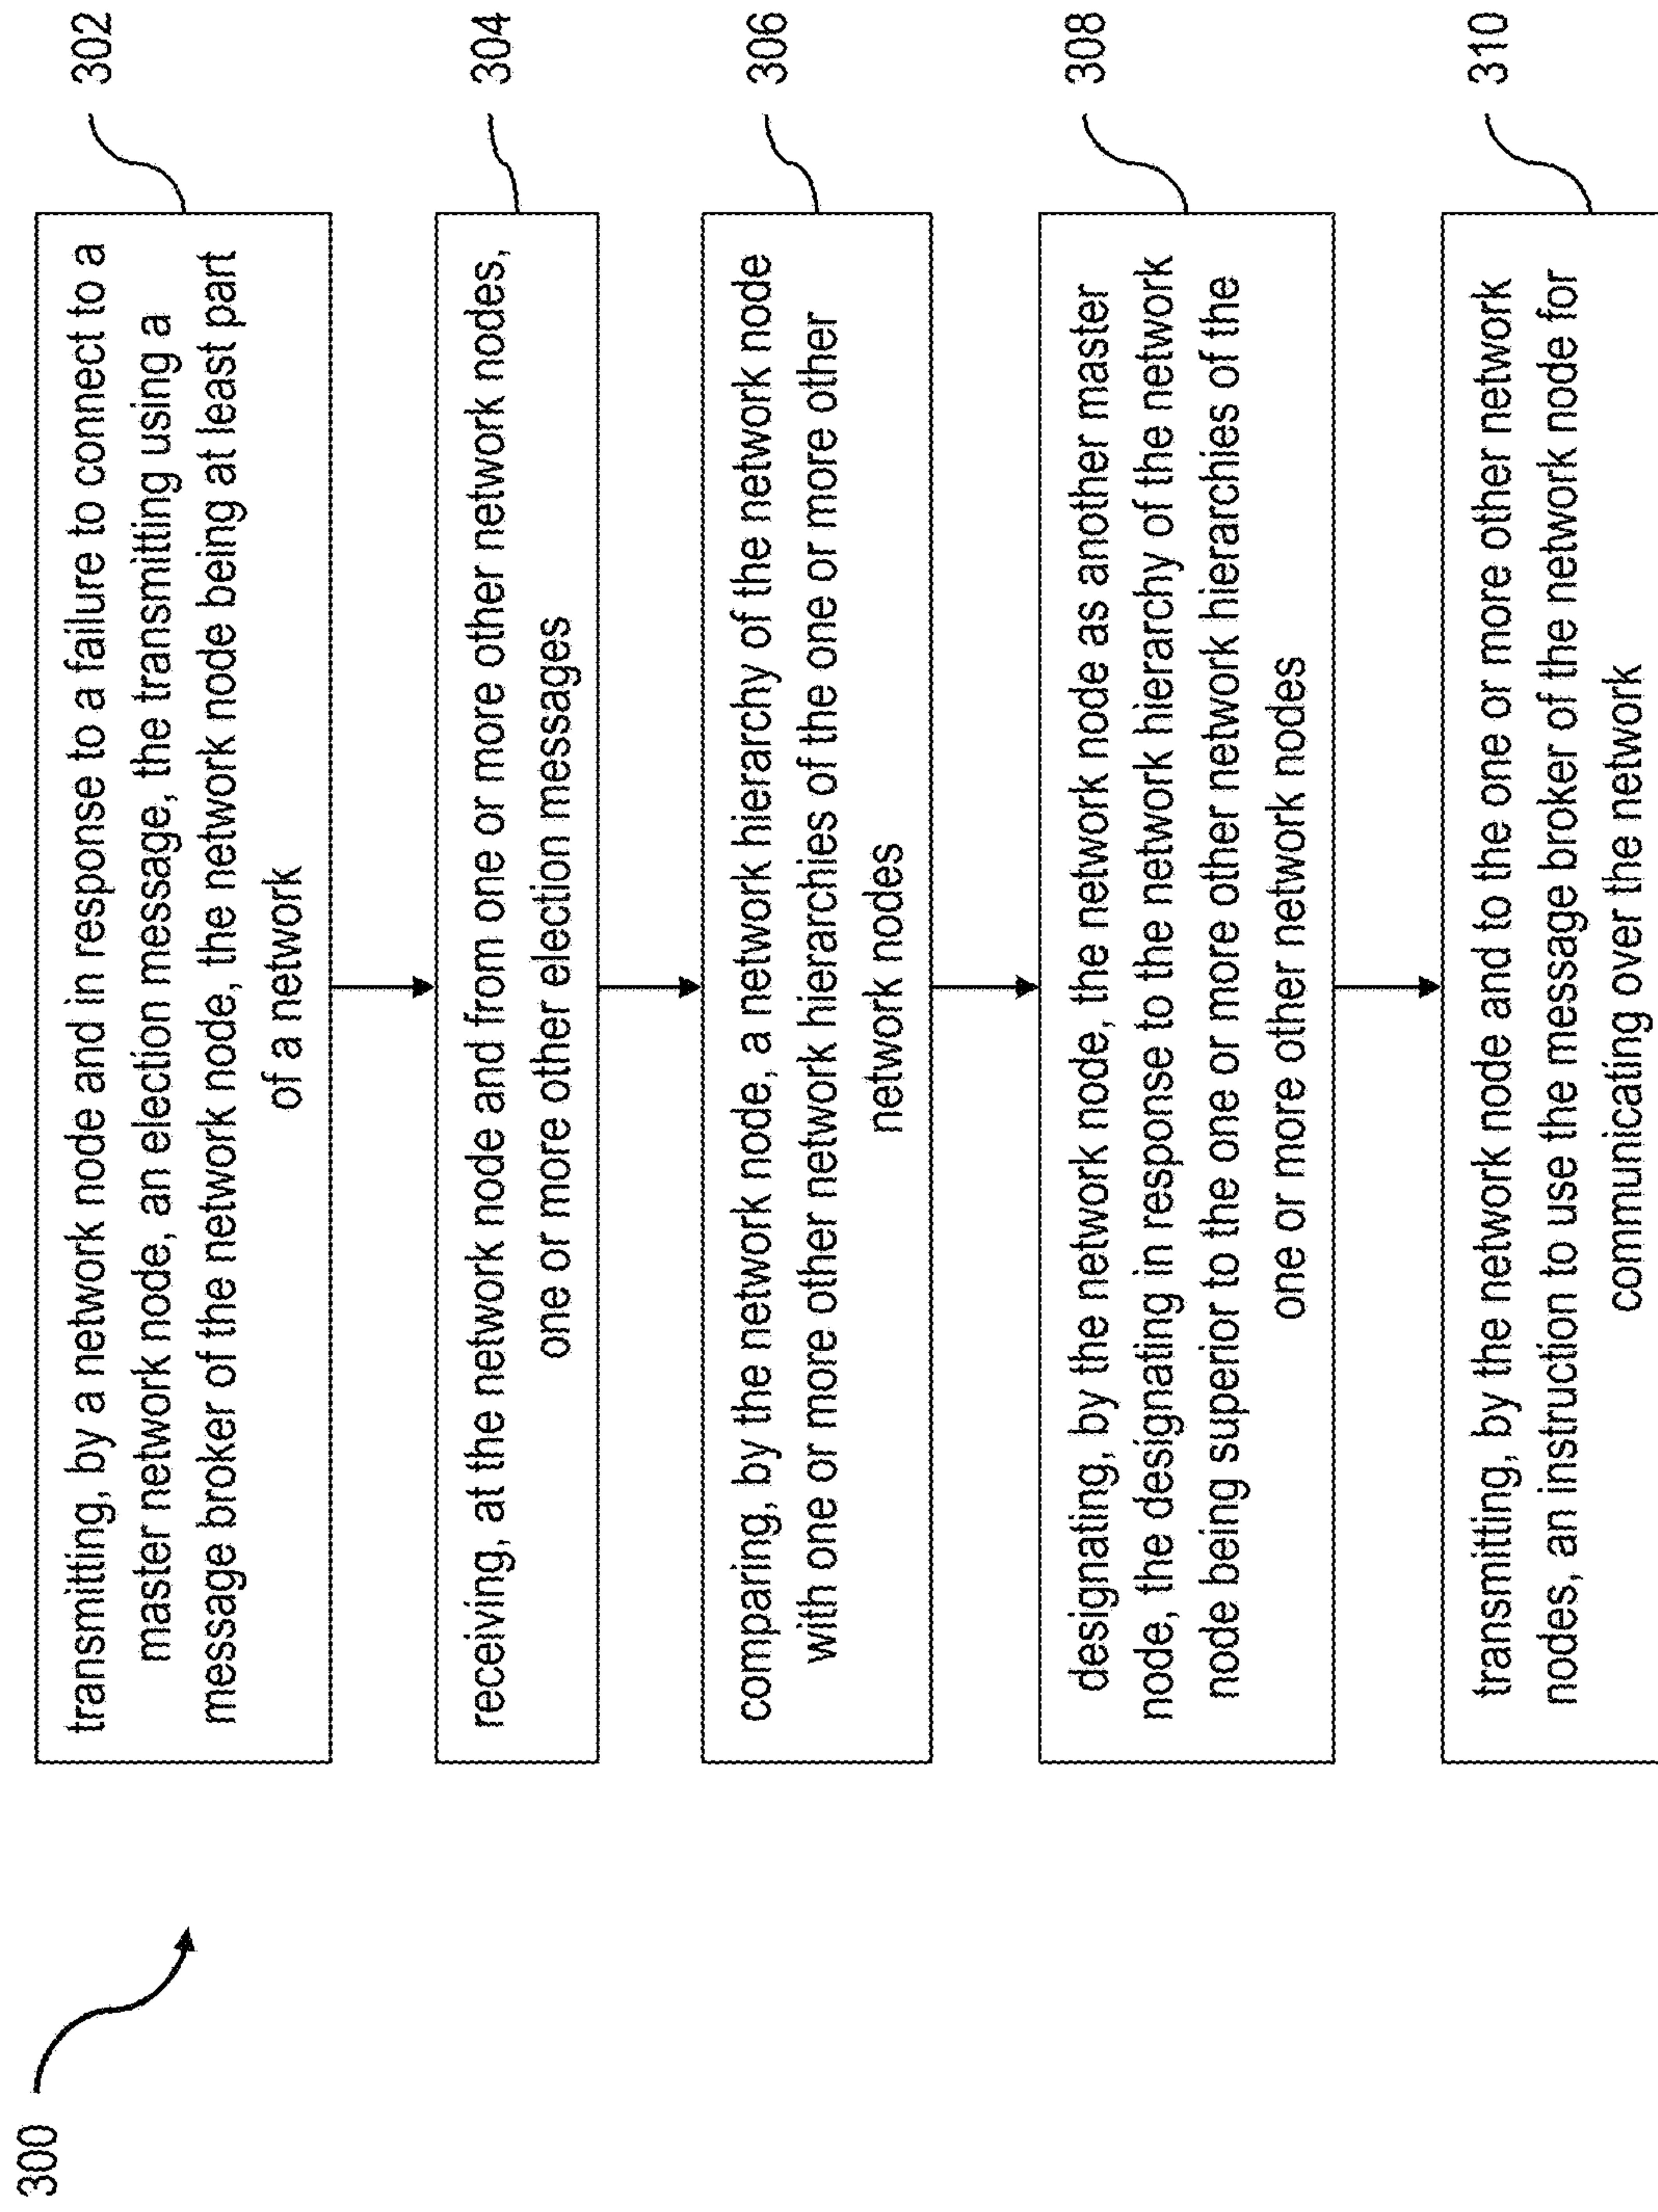 300
transmitting, by a network node and in response to a failure to connect to a
master network node, an election message, the transmitting using a
message broker of the network node, the network node being at least part
of a network
302
receiving, at the network node and from one or more other network nodes,
one or more other election messages
304
comparing, by the network node, a network hierarchy of the network node
with one or more other network hierarchies of the one or more other
network nodes
306
designating, by the network node, the network node as another master
node, the designating in response to the network hierarchy of the network
node being superior to the one or more other network hierarchies of the
one or more other network nodes
308
transmitting, by the network node and to the one or more other network
nodes, an instruction to use the message broker of the network node for
communicating over the network
310